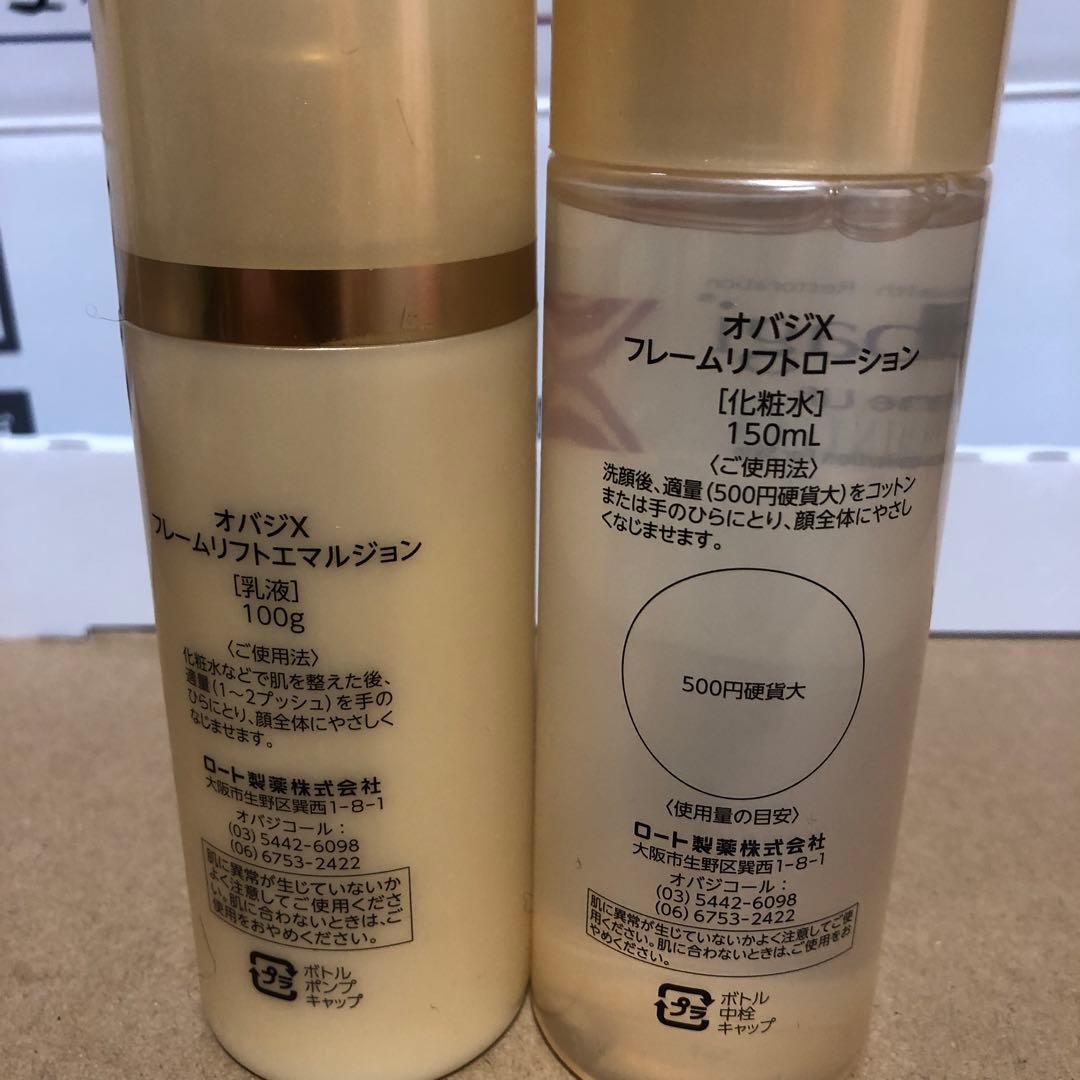 オバジX
フレームリフトエマルジョン
[乳液]
100g
〈ご使用法〉
化粧水などで肌を整えた後、
適量(1〜2プッシュ)を手の
ひらにとり、顔全体にやさしく
なじませます。
ロート製薬株式会社
大阪市生野区巽西1-8-1
オバジコール:
(03)5442-6098
(06)6753-2422
肌に異常が生じていないか
よく注意してご使用くださ
い。肌に合わないときは、ご
使用をおやめください。
プラ
ボトル
ポンプ
キャップ
オバジX
フレームリフトローション
[化粧水]
150mL
〈ご使用法〉
洗顔後、適量(500円硬貨大)をコットン
または手のひらにとり、顔全体にやさし
くなじませます。
500円硬貨大
〈使用量の目安〉
ロート製薬株式会社
大阪市生野区巽西1-8-1
オバジコール:
(03)5442-6098
(06)6753-2422
肌に異常が生じていないかよく注意してご使
用ください。肌に合わないときは、ご使用をお
やめください。
プラ
ボトル
中栓
キャップ